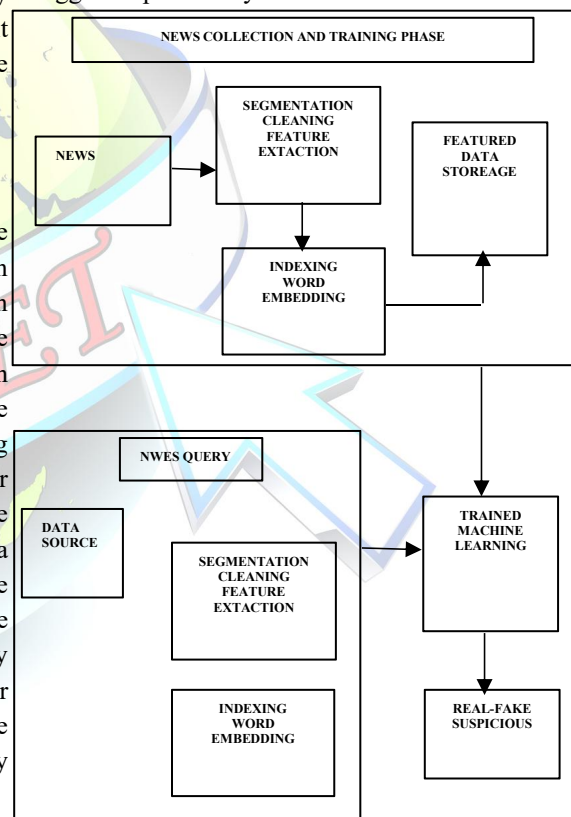 NEWS COLLECTION AND TRAINING PHASE
NEWS
SEGMENTATION
CLEANING
FEATURE
EXTACTION
INDEXING
WORD
EMBEDDING
FEATURED
DATA
STOREAGE
ET
NWES QUERY
DATA
SOURCE
SEGMENTATION
CLEANING
FEATURE
EXTACTION
INDEXING
WORD
EMBEDDING
TRAINED
MACHINE
LEARNING
REAL-FAKE
SUSPICIOUS